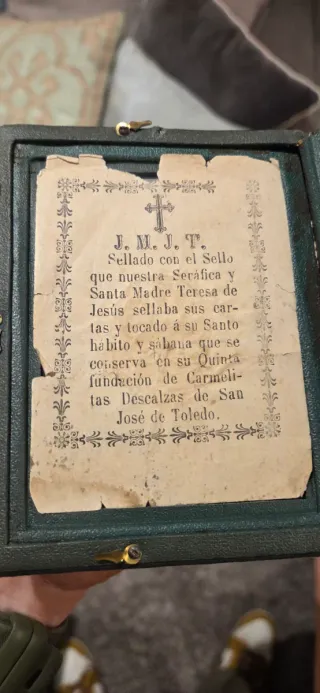 J. M. J. T.
Sellado con el Sello
que nuestra Seráfica y
Santa Madre Teresa de
Jesús sellaba sus car-
tas y tocado á su Santo
hábito y sábana que se
conserva en su Quinta
fundación de Carmeli-
tas Descalzas de San
José de Toledo.